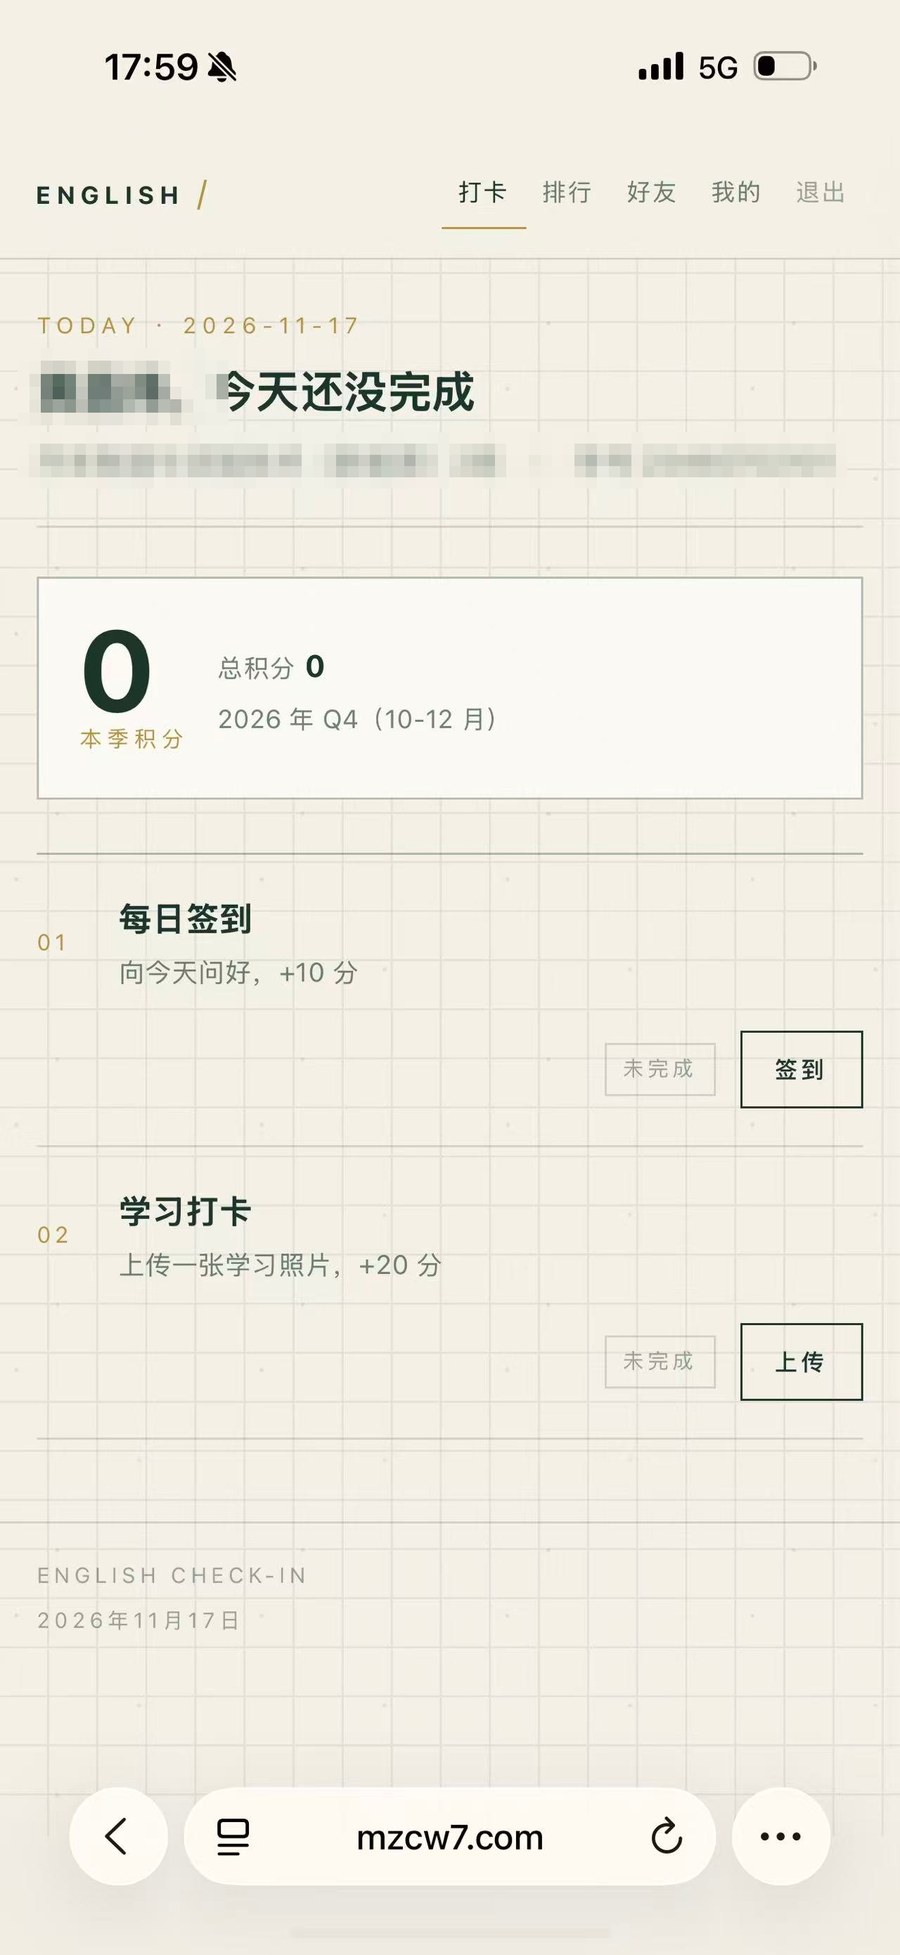 17:59
5G
ENGLISH /
打卡 排行 好友 我的 退出
TODAY · 2026-11-17
今天还没完成
0
本季积分
总积分 0
2026 年 Q4（10-12 月）
01
每日签到
向今天问好，+10 分
未完成
签到
02
学习打卡
上传一张学习照片，+20 分
未完成
上传
ENGLISH CHECK-IN
2026年11月17日
mzcw7.com